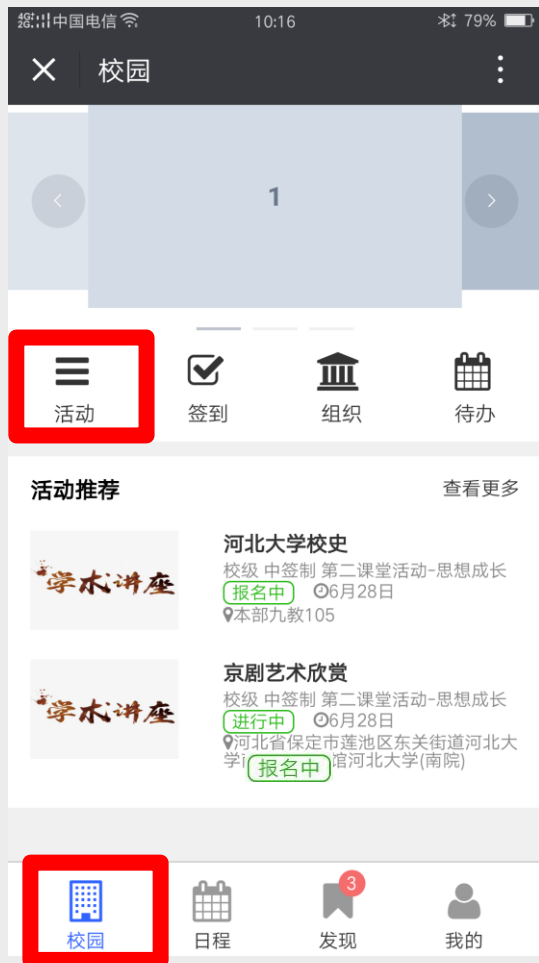 中国电信 10:16 79%
校园
1
活动 签到 组织 待办
活动推荐 查看更多
学术讲座
河北大学校史
校级 中签制 第二课堂活动-思想成长
报名中 6月28日
本部九教105
学术讲座
京剧艺术欣赏
校级 中签制 第二课堂活动-思想成长
进行中 6月28日
河北省保定市莲池区东关街道河北大
学 报名中 馆河北大学(南院)
3
校园 日程 发现 我的